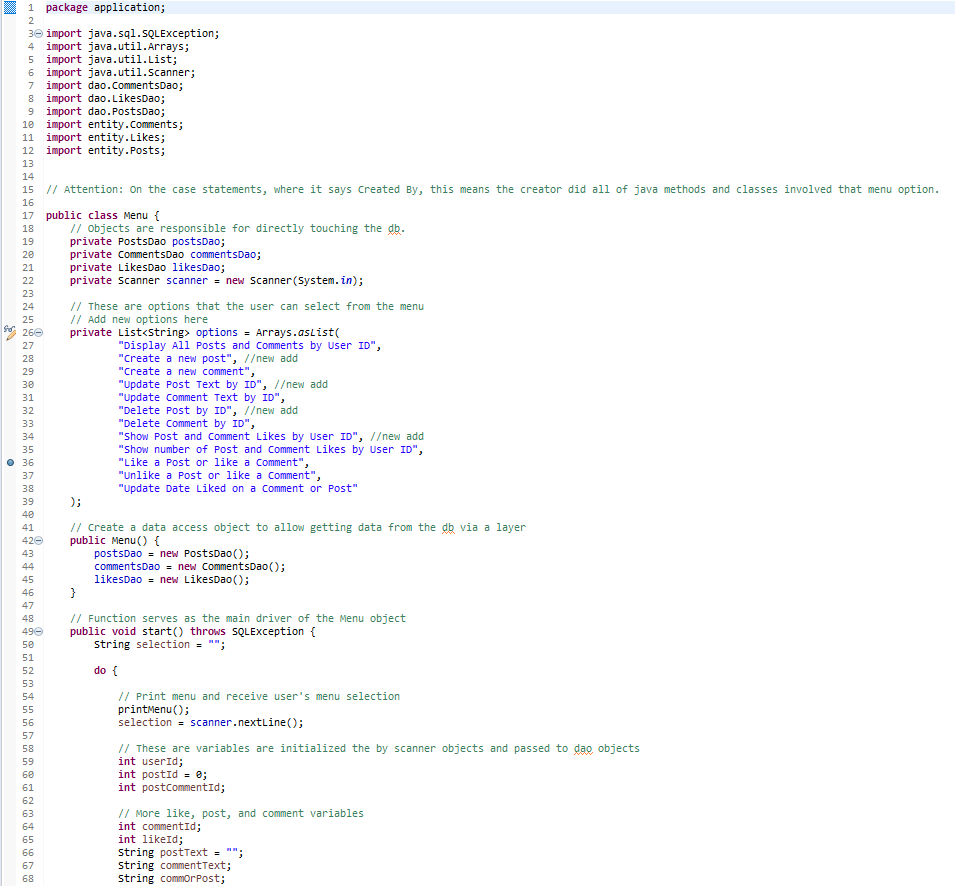 1 package application;
2
3 import java.sql.SQLException;
4 import java.util.Arrays;
5 import java.util.List;
6 import java.util.Scanner;
7 import dao.CommentsDao;
8 import dao.LikesDao;
9 import dao.PostsDao;
10 import entity.Comments;
11 import entity.Likes;
12 import entity.Posts;
13
14
15 // Attention: On the case statements, where it says Created By, this means the creator did all of java methods and classes involved that menu option.
16
17 public class Menu {
18     // Objects are responsible for directly touching the db.
19     private PostsDao postsDao;
20     private CommentsDao commentsDao;
21     private LikesDao likesDao;
22     private Scanner scanner = new Scanner(System.in);
23
24     // These are options that the user can select from the menu
25     // Add new options here
26     private List<String> options = Arrays.asList(
27             "Display All Posts and Comments by User ID",
28             "Create a new post", //new add
29             "Create a new comment",
30             "Update Post Text by ID", //new add
31             "Update Comment Text by ID",
32             "Delete Post by ID", //new add
33             "Delete Comment by ID",
34             "Show Post and Comment Likes by User ID", //new add
35             "Show number of Post and Comment Likes by User ID",
36             "Like a Post or like a Comment",
37             "Unlike a Post or like a Comment",
38             "Update Date Liked on a Comment or Post"
39     );
40
41     // Create a data access object to allow getting data from the db via a layer
42     public Menu() {
43         postsDao = new PostsDao();
44         commentsDao = new CommentsDao();
45         likesDao = new LikesDao();
46     }
47
48     // Function serves as the main driver of the Menu object
49     public void start() throws SQLException {
50         String selection = "";
51
52         do {
53
54             // Print menu and receive user's menu selection
55             printMenu();
56             selection = scanner.nextLine();
57
58             // These are variables are initialized the by scanner objects and passed to dao objects
59             int userId;
60             int postId = 0;
61             int postCommentId;
62
63             // More like, post, and comment variables
64             int commentId;
65             int likeId;
66             String postText = "";
67             String commentText;
68             String commOrPost;